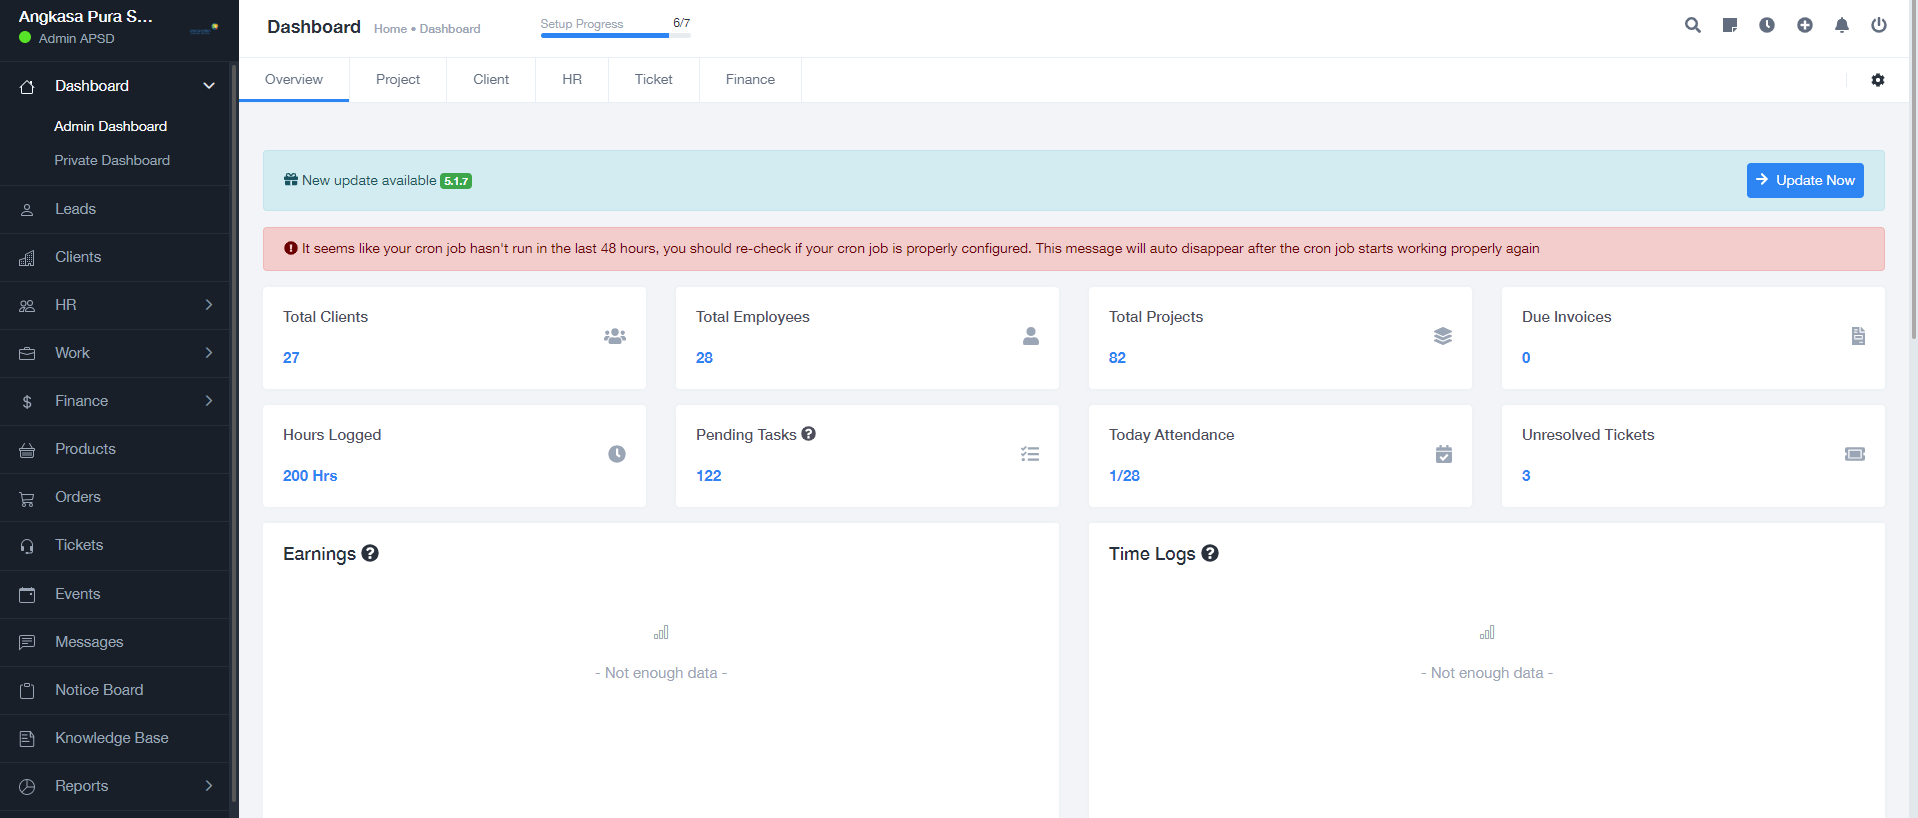 Angkasa Pura S...
Admin APSD
Dashboard
Admin Dashboard
Private Dashboard
Leads
Clients
HR
Work
Finance
Products
Orders
Tickets
Events
Messages
Notice Board
Knowledge Base
Reports
Dashboard Home • Dashboard
Setup Progress 6/7
Overview Project Client HR Ticket Finance
New update available 5.1.7 Update Now
It seems like your cron job hasn't run in the last 48 hours, you should re-check if your cron job is properly configured. This message will auto disappear after the cron job starts working properly again
Total Clients
27
Total Employees
28
Total Projects
82
Due Invoices
0
Hours Logged
200 Hrs
Pending Tasks
122
Today Attendance
1/28
Unresolved Tickets
3
Earnings
- Not enough data -
Time Logs
- Not enough data -